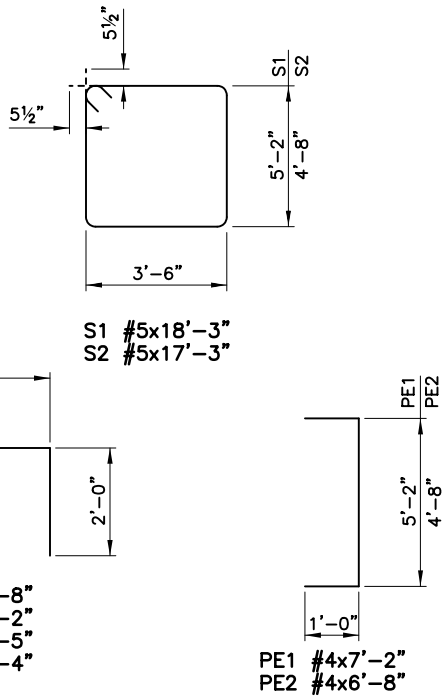 5½"
5½"
S1
S2
5'-2"
4'-8"
3'-6"
S1 #5x18'-3"
S2 #5x17'-3"
2'-0"
-8"
-2"
-5"
-4"
PE1
PE2
5'-2"
4'-8"
1'-0"
PE1 #4x7'-2"
PE2 #4x6'-8"